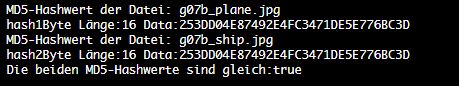 MD5-Hashwert der Datei: g07b_plane.jpg
hash1Byte Länge:16 Data:253DD04E87492E4FC3471DE5E776BC3D
MD5-Hashwert der Datei: g07b_ship.jpg
hash2Byte Länge:16 Data:253DD04E87492E4FC3471DE5E776BC3D
Die beiden MD5-Hashwerte sind gleich:true